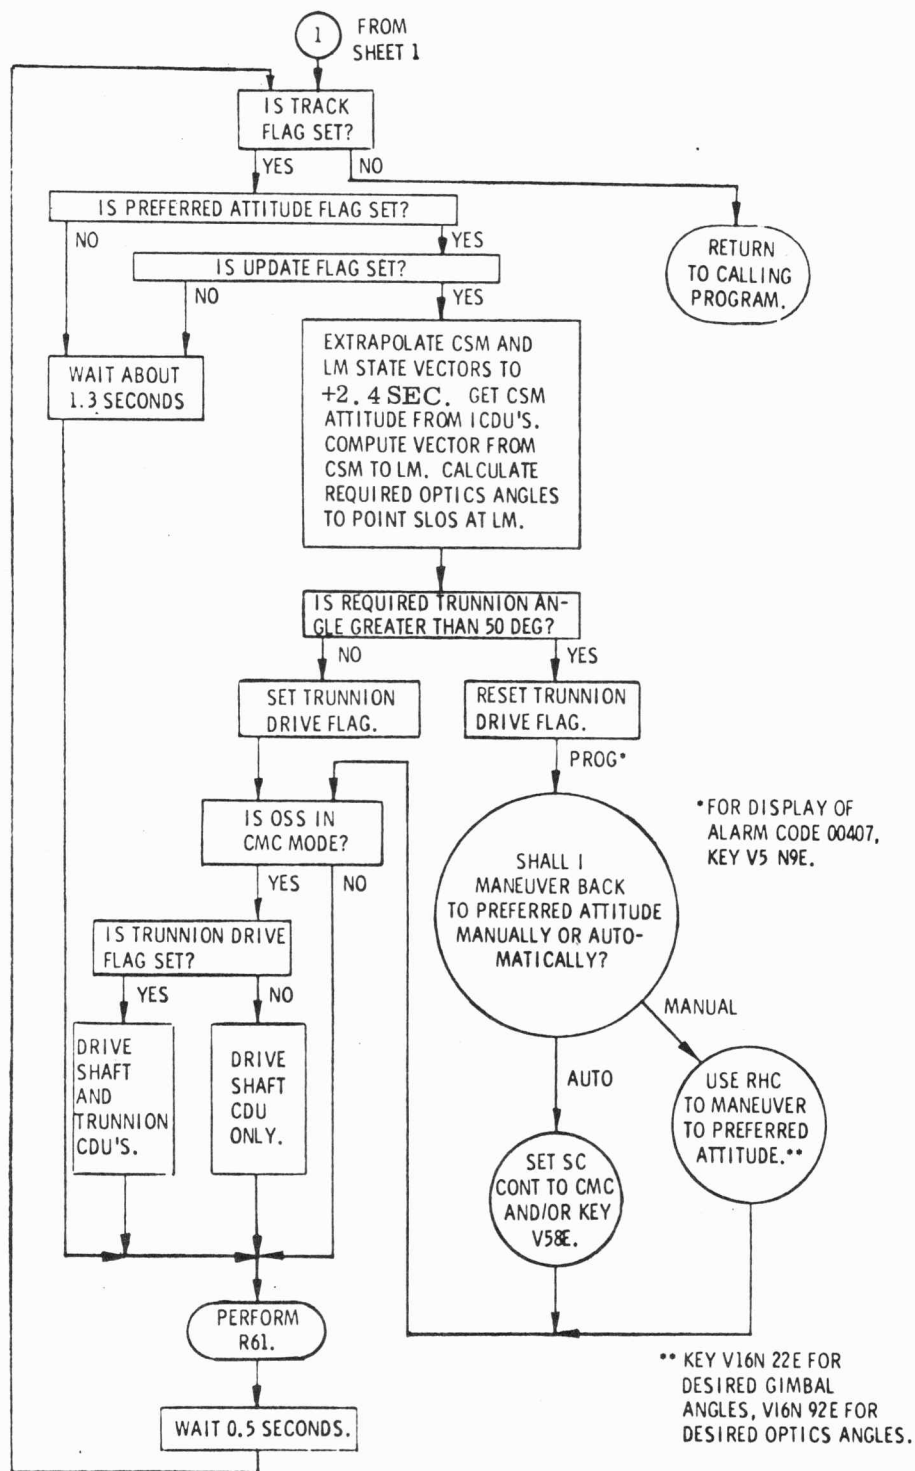 1
FROM
SHEET 1
IS TRACK
FLAG SET?
YES
NO
IS PREFERRED ATTITUDE FLAG SET?
NO
YES
IS UPDATE FLAG SET?
NO
YES
RETURN
TO CALLING
PROGRAM.
WAIT ABOUT
1.3 SECONDS
EXTRAPOLATE CSM AND
LM STATE VECTORS TO
+2.4 SEC. GET CSM
ATTITUDE FROM ICDU'S.
COMPUTE VECTOR FROM
CSM TO LM. CALCULATE
REQUIRED OPTICS ANGLES
TO POINT SLOS AT LM.
IS REQUIRED TRUNNION AN-
GLE GREATER THAN 50 DEG?
NO
YES
SET TRUNNION
DRIVE FLAG.
RESET TRUNNION
DRIVE FLAG.
PROG*
IS OSS IN
CMC MODE?
YES
NO
*FOR DISPLAY OF
ALARM CODE 00407,
KEY V5 N9E.
SHALL I
MANEUVER BACK
TO PREFERRED ATTITUDE
MANUALLY OR AUTO-
MATICALLY?
IS TRUNNION DRIVE
FLAG SET?
YES
NO
MANUAL
AUTO
DRIVE
SHAFT
AND
TRUNNION
CDU'S.
DRIVE
SHAFT
CDU
ONLY.
USE RHC
TO MANEUVER
TO PREFERRED
ATTITUDE.**
SET SC
CONT TO CMC
AND/OR KEY
V58E.
PERFORM
R61.
WAIT 0.5 SECONDS.
** KEY V16N 22E FOR
DESIRED GIMBAL
ANGLES, V16N 92E FOR
DESIRED OPTICS ANGLES.